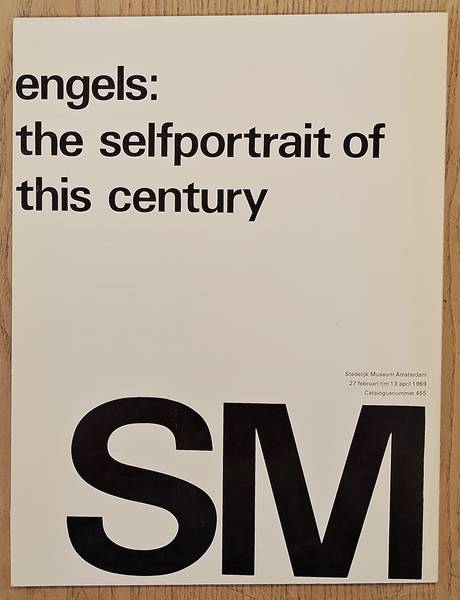 engels:
the selfportrait of
this century
Stedelijk Museum Amsterdam
27 februari t/m 13 april 1969
Catalogusnummer 455
SM